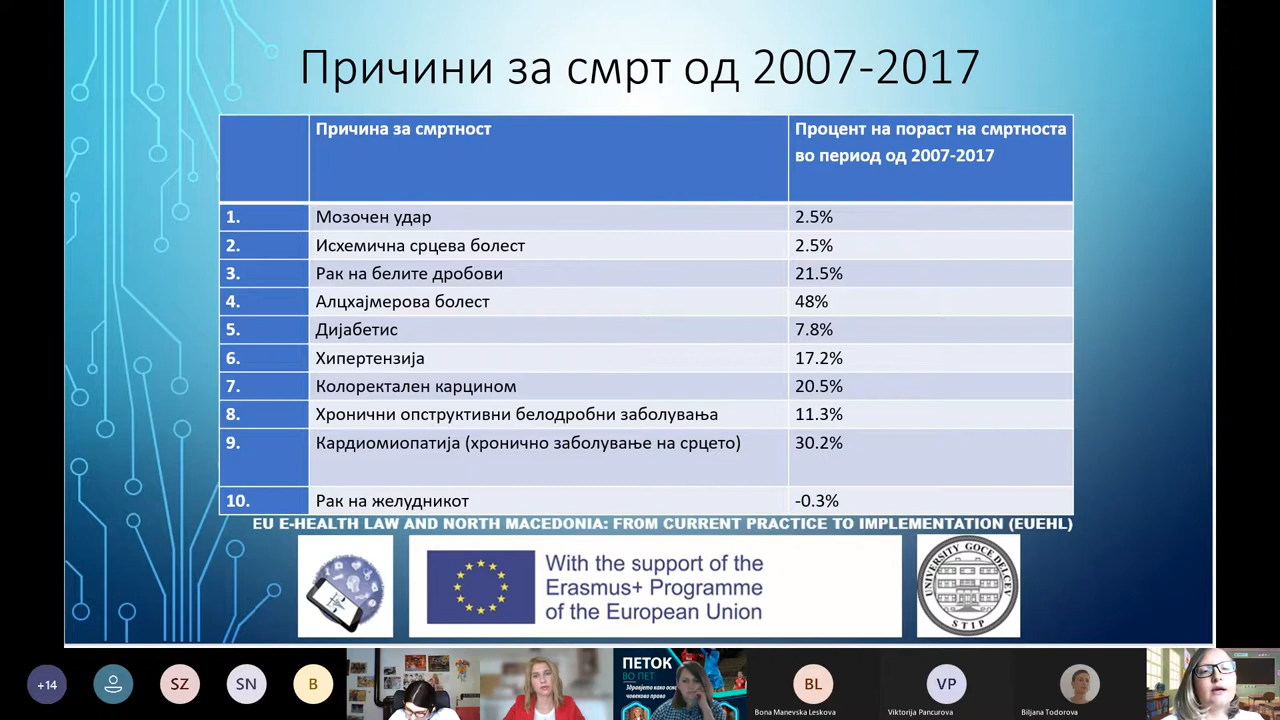 Причини за смрт од 2007-2017
Причина за смртност
Процент на пораст на смртноста
во период од 2007-2017
1. Мозочен удар 2.5%
2. Исхемична срцева болест 2.5%
3. Рак на белите дробови 21.5%
4. Алцхајмерова болест 48%
5. Дијабетис 7.8%
6. Хипертензија 17.2%
7. Колоректален карцином 20.5%
8. Хронични опструктивни белодробни заболувања 11.3%
9. Кардиомиопатија (хронично заболување на срцето) 30.2%
10. Рак на желудникот -0.3%
EU E-HEALTH LAW AND NORTH MACEDONIA: FROM CURRENT PRACTICE TO IMPLEMENTATION (EUEHL)
With the support of the
Erasmus+ Programme
of the European Union
UNIVERSITY GOCE DELCEV
STIP
+14
SZ
SN
B
ПЕТОК
ВО ПЕТ
Здравјето како
човеково право
BL
Bona Manevska Leskova
VP
Viktorija Pancurova
Biljana Todorova